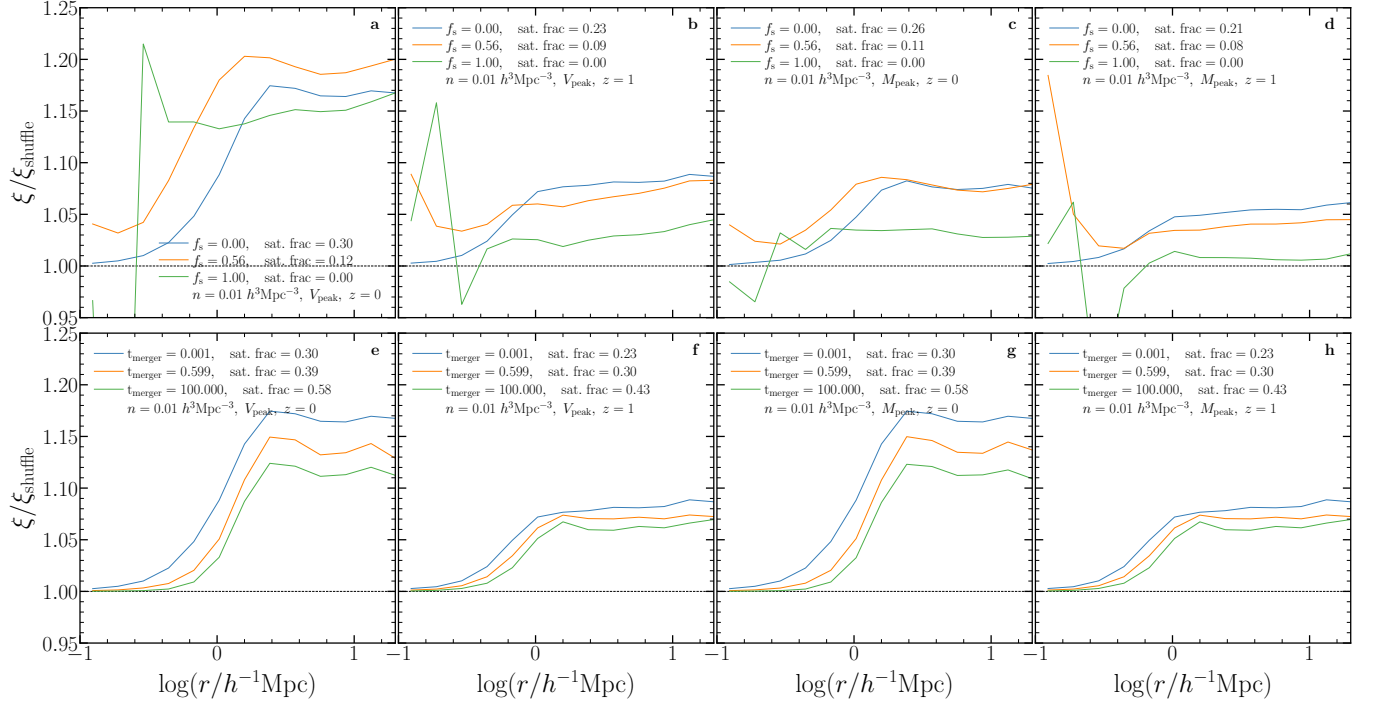 1.25
1.20
1.15
1.10
1.05
1.00
0.95
ξ/ξshuffle
a
fs = 0.00, sat. frac = 0.30
fs = 0.56, sat. frac = 0.12
fs = 1.00, sat. frac = 0.00
n = 0.01 h³Mpc⁻³, Vpeak, z = 0
b
fs = 0.00, sat. frac = 0.23
fs = 0.56, sat. frac = 0.09
fs = 1.00, sat. frac = 0.00
n = 0.01 h³Mpc⁻³, Vpeak, z = 1
c
fs = 0.00, sat. frac = 0.26
fs = 0.56, sat. frac = 0.11
fs = 1.00, sat. frac = 0.00
n = 0.01 h³Mpc⁻³, Mpeak, z = 0
d
fs = 0.00, sat. frac = 0.21
fs = 0.56, sat. frac = 0.08
fs = 1.00, sat. frac = 0.00
n = 0.01 h³Mpc⁻³, Mpeak, z = 1
1.25
1.20
1.15
1.10
1.05
1.00
0.95
ξ/ξshuffle
e
tmerger = 0.001, sat. frac = 0.30
tmerger = 0.599, sat. frac = 0.39
tmerger = 100.000, sat. frac = 0.58
n = 0.01 h³Mpc⁻³, Vpeak, z = 0
f
tmerger = 0.001, sat. frac = 0.23
tmerger = 0.599, sat. frac = 0.30
tmerger = 100.000, sat. frac = 0.43
n = 0.01 h³Mpc⁻³, Vpeak, z = 1
g
tmerger = 0.001, sat. frac = 0.30
tmerger = 0.599, sat. frac = 0.39
tmerger = 100.000, sat. frac = 0.58
n = 0.01 h³Mpc⁻³, Mpeak, z = 0
h
tmerger = 0.001, sat. frac = 0.23
tmerger = 0.599, sat. frac = 0.30
tmerger = 100.000, sat. frac = 0.43
n = 0.01 h³Mpc⁻³, Mpeak, z = 1
−1 0 1 −1 0 1 −1 0 1 −1 0 1
log(r/h⁻¹Mpc) log(r/h⁻¹Mpc) log(r/h⁻¹Mpc) log(r/h⁻¹Mpc)